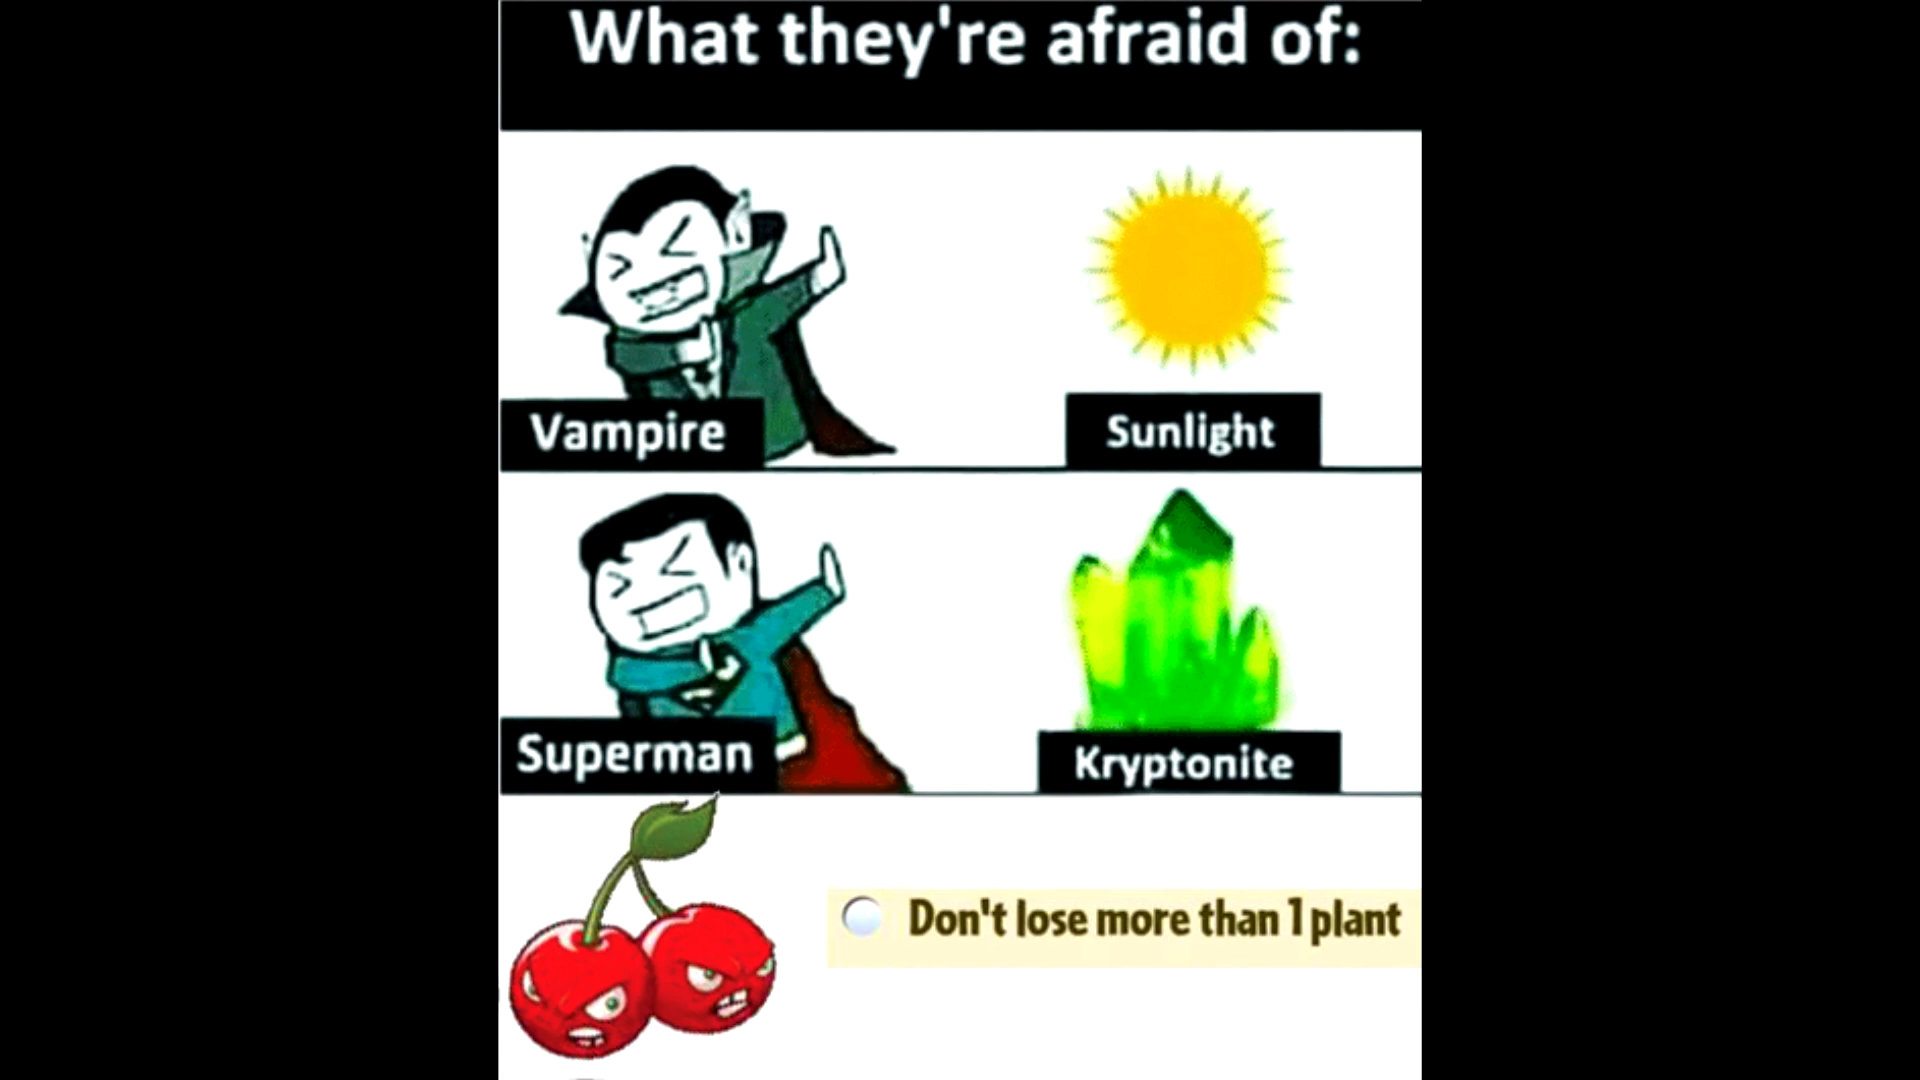 What they're afraid of:
Vampire
Sunlight
Superman
Kryptonite
Don't lose more than 1 plant